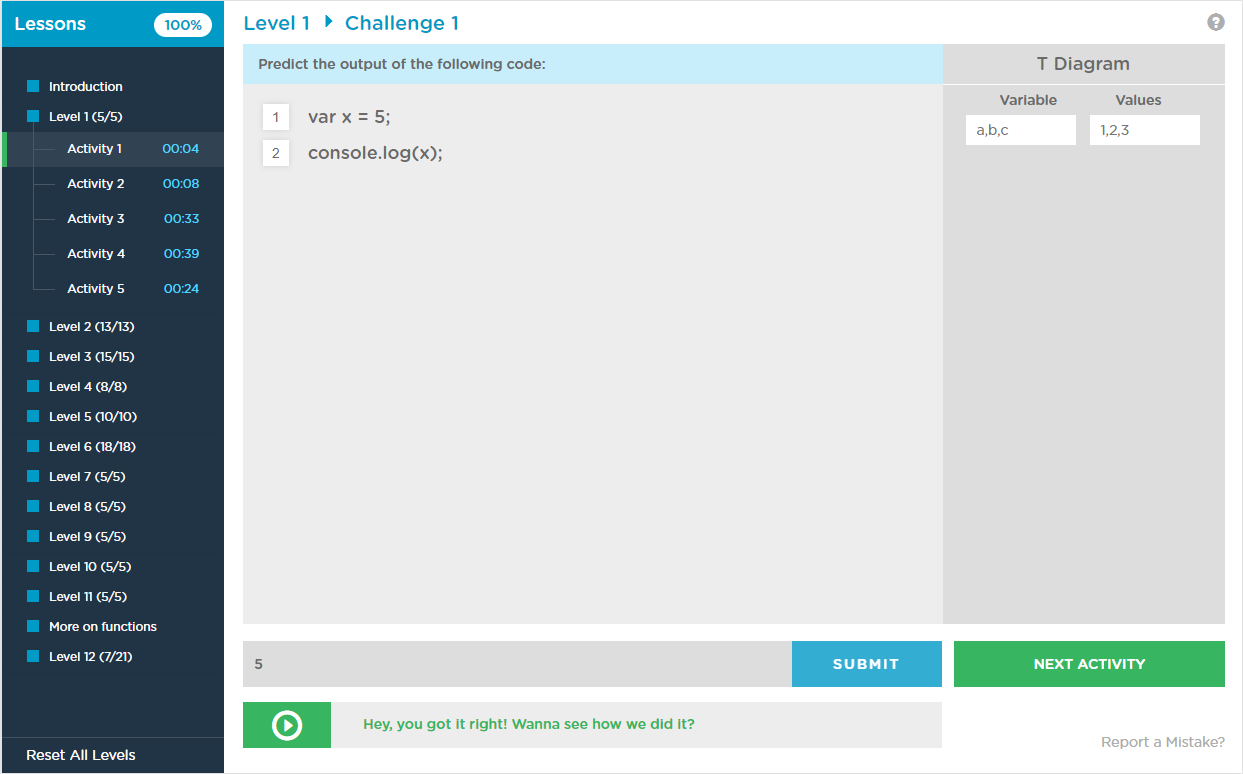 Lessons
100%
Introduction
Level 1 (5/5)
Activity 1 00:04
Activity 2 00:08
Activity 3 00:33
Activity 4 00:39
Activity 5 00:24
Level 2 (13/13)
Level 3 (15/15)
Level 4 (8/8)
Level 5 (10/10)
Level 6 (18/18)
Level 7 (5/5)
Level 8 (5/5)
Level 9 (5/5)
Level 10 (5/5)
Level 11 (5/5)
More on functions
Level 12 (7/21)
Reset All Levels
Level 1 Challenge 1
?
Predict the output of the following code:
1 var x = 5;
2 console.log(x);
T Diagram
Variable Values
a,b,c 1,2,3
5
SUBMIT
NEXT ACTIVITY
Hey, you got it right! Wanna see how we did it?
Report a Mistake?